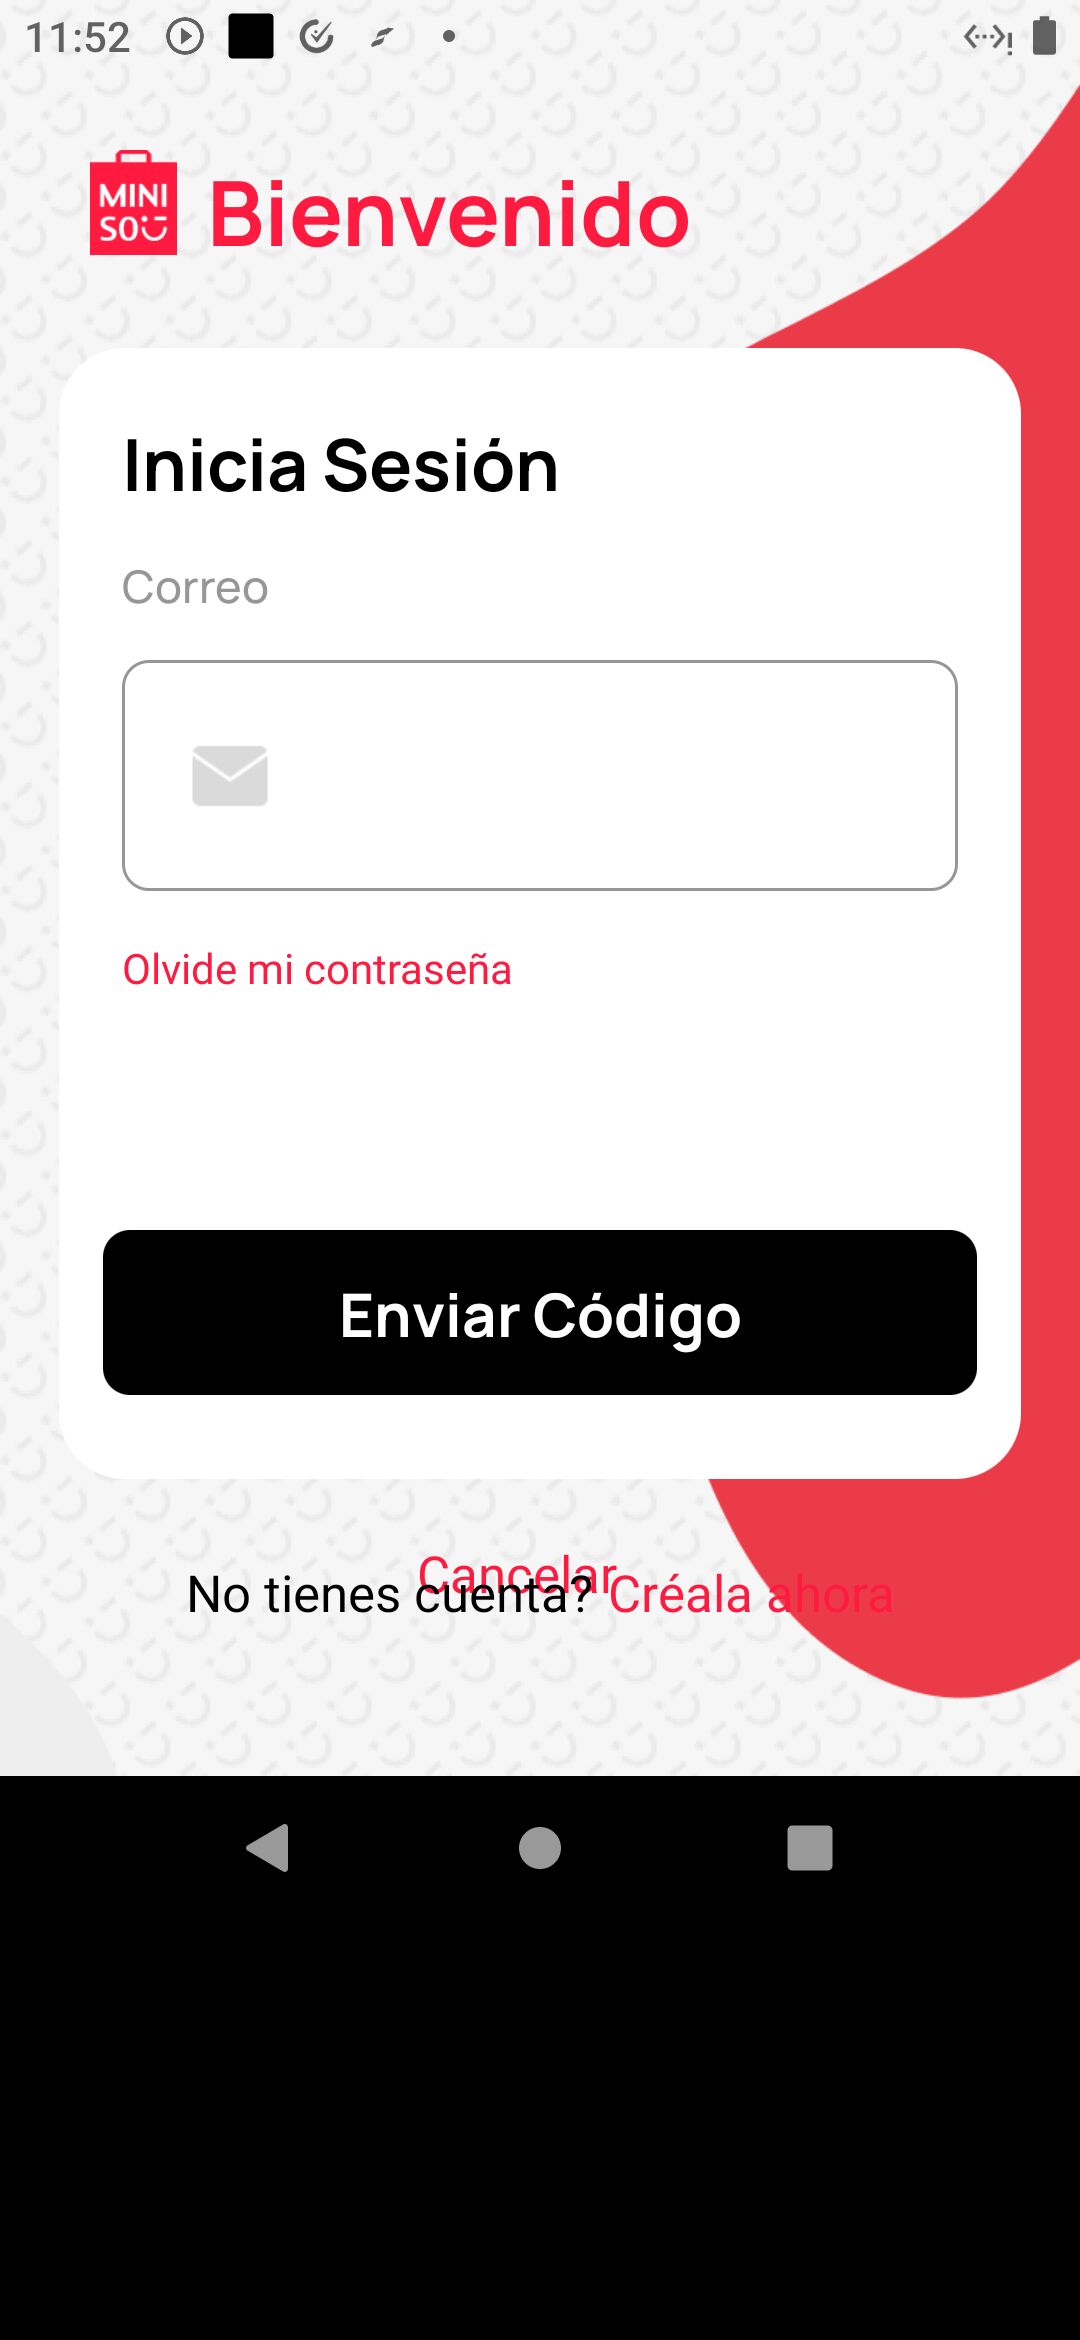 11:52
MINI
SO
Bienvenido
Inicia Sesión
Correo
Olvide mi contraseña
Enviar Código
Cancelar
No tienes cuenta? Créala ahora